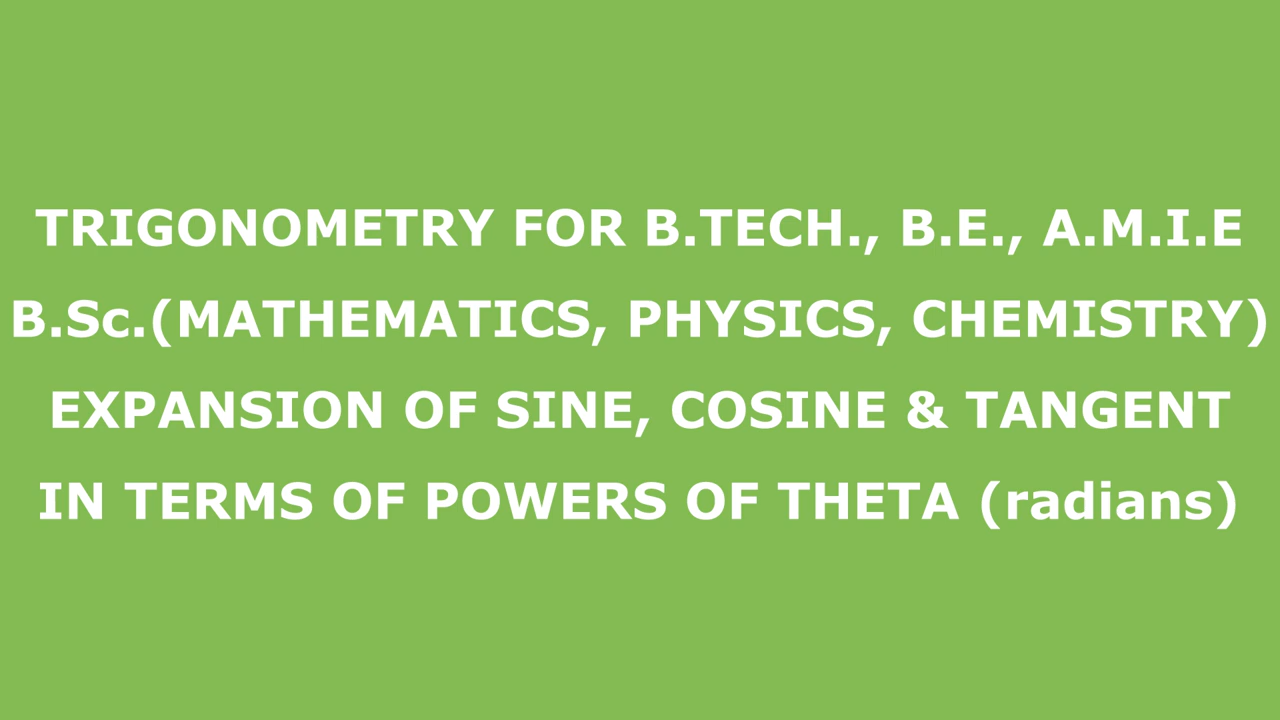 TRIGONOMETRY FOR B.TECH., B.E., A.M.I.E
B.Sc.(MATHEMATICS, PHYSICS, CHEMISTRY)
EXPANSION OF SINE, COSINE & TANGENT
IN TERMS OF POWERS OF THETA (radians)